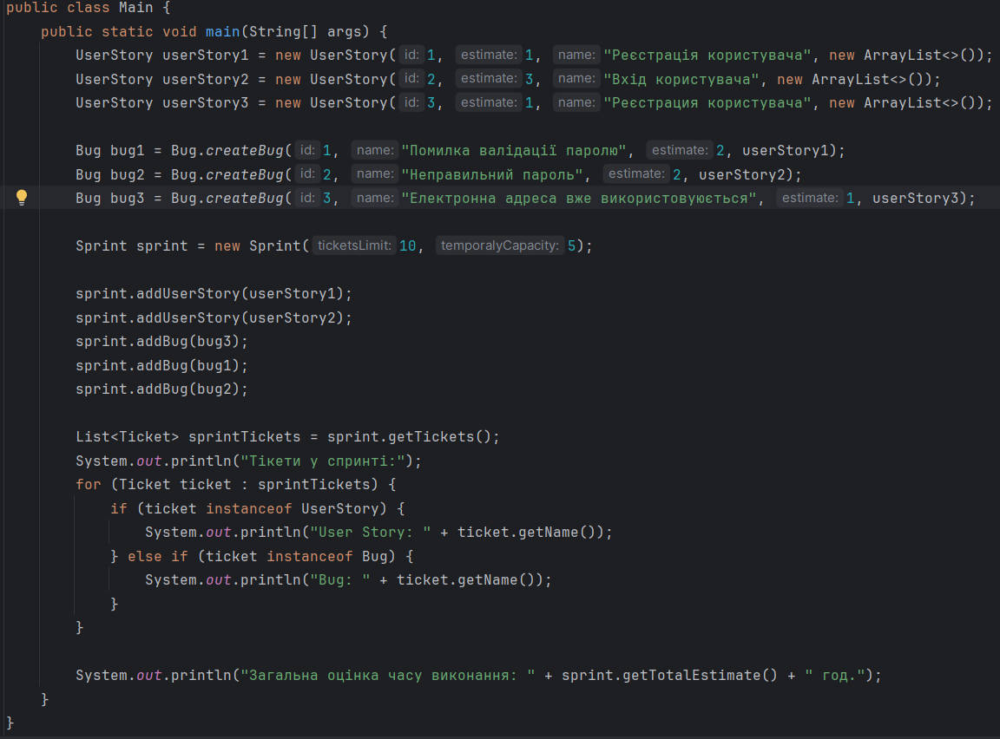 public class Main {
    public static void main(String[] args) {
        UserStory userStory1 = new UserStory( id: 1, estimate: 1, name: "Реєстрація користувача", new ArrayList<>());
        UserStory userStory2 = new UserStory( id: 2, estimate: 3, name: "Вхід користувача", new ArrayList<>());
        UserStory userStory3 = new UserStory( id: 3, estimate: 1, name: "Реєстрация користувача", new ArrayList<>());
        Bug bug1 = Bug.createBug( id: 1, name: "Помилка валідації паролю", estimate: 2, userStory1);
        Bug bug2 = Bug.createBug( id: 2, name: "Неправильний пароль", estimate: 2, userStory2);
        Bug bug3 = Bug.createBug( id: 3, name: "Електронна адреса вже використовуюється", estimate: 1, userStory3);
        Sprint sprint = new Sprint( ticketsLimit: 10, temporalyCapacity: 5);
        sprint.addUserStory(userStory1);
        sprint.addUserStory(userStory2);
        sprint.addBug(bug3);
        sprint.addBug(bug1);
        sprint.addBug(bug2);
        List<Ticket> sprintTickets = sprint.getTickets();
        System.out.println("Тікети у спринті:");
        for (Ticket ticket : sprintTickets) {
            if (ticket instanceof UserStory) {
                System.out.println("User Story: " + ticket.getName());
            } else if (ticket instanceof Bug) {
                System.out.println("Bug: " + ticket.getName());
            }
        }
        System.out.println("Загальна оцінка часу виконання: " + sprint.getTotalEstimate() + " год.");
    }
}